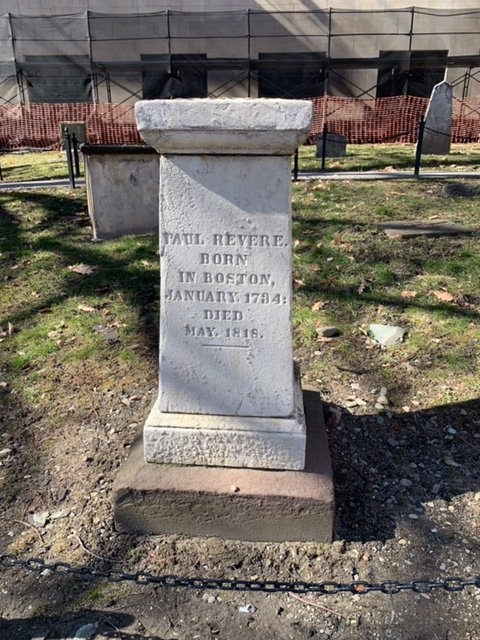 PAUL REVERE.
BORN
IN BOSTON,
JANUARY, 1734:
DIED
MAY. 1818.